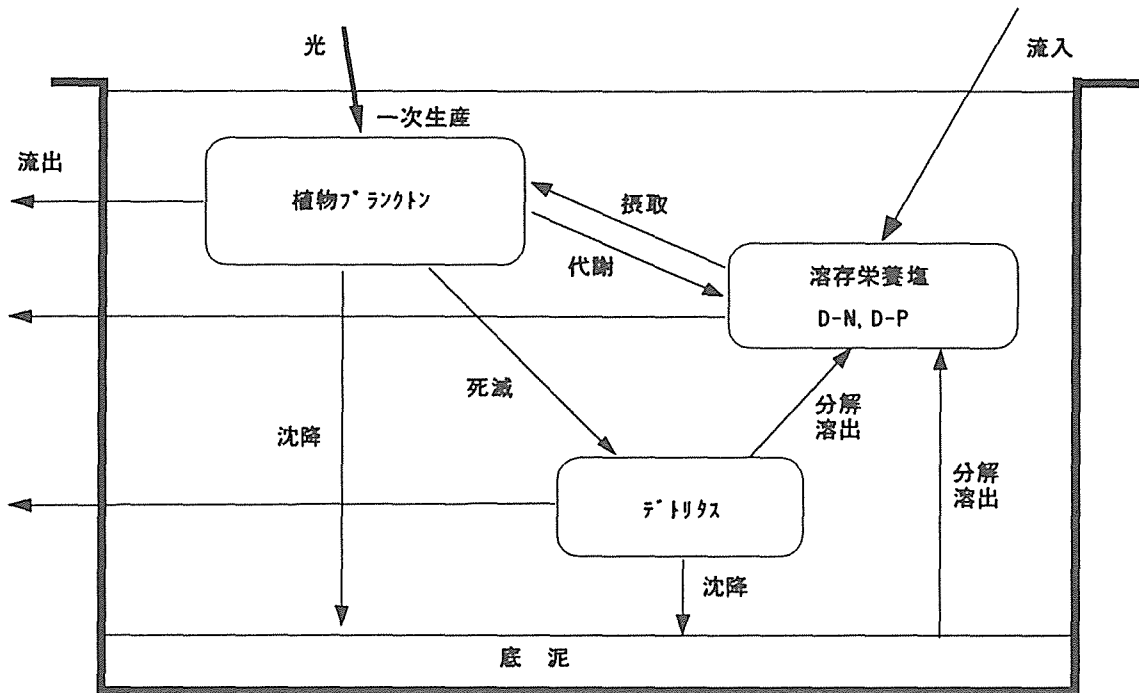 光
流入
一次生産
流出
植物ﾌﾟﾗﾝｸﾄﾝ
摂取
代謝
溶存栄養塩
D-N, D-P
死滅
沈降
分解
溶出
分解
溶出
ﾃﾞﾄﾘﾀｽ
沈降
底 泥